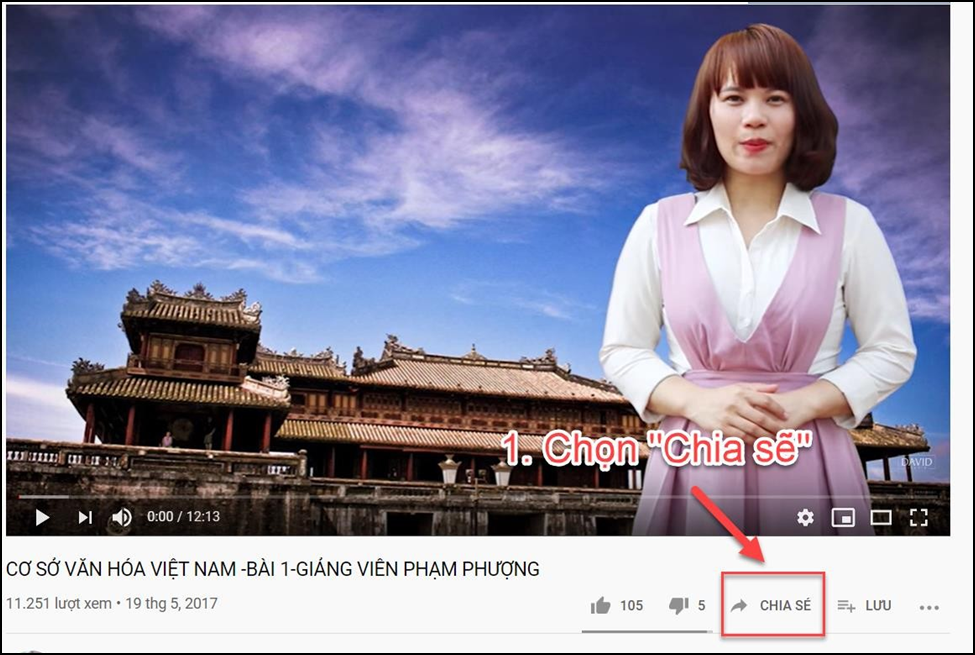 1. Chọn "Chia sẽ"
DAVID
0:00 / 12:13
CƠ SỞ VĂN HÓA VIỆT NAM -BÀI 1-GIẢNG VIÊN PHẠM PHƯỢNG
11.251 lượt xem • 19 thg 5, 2017
105 5 CHIA SẺ LƯU